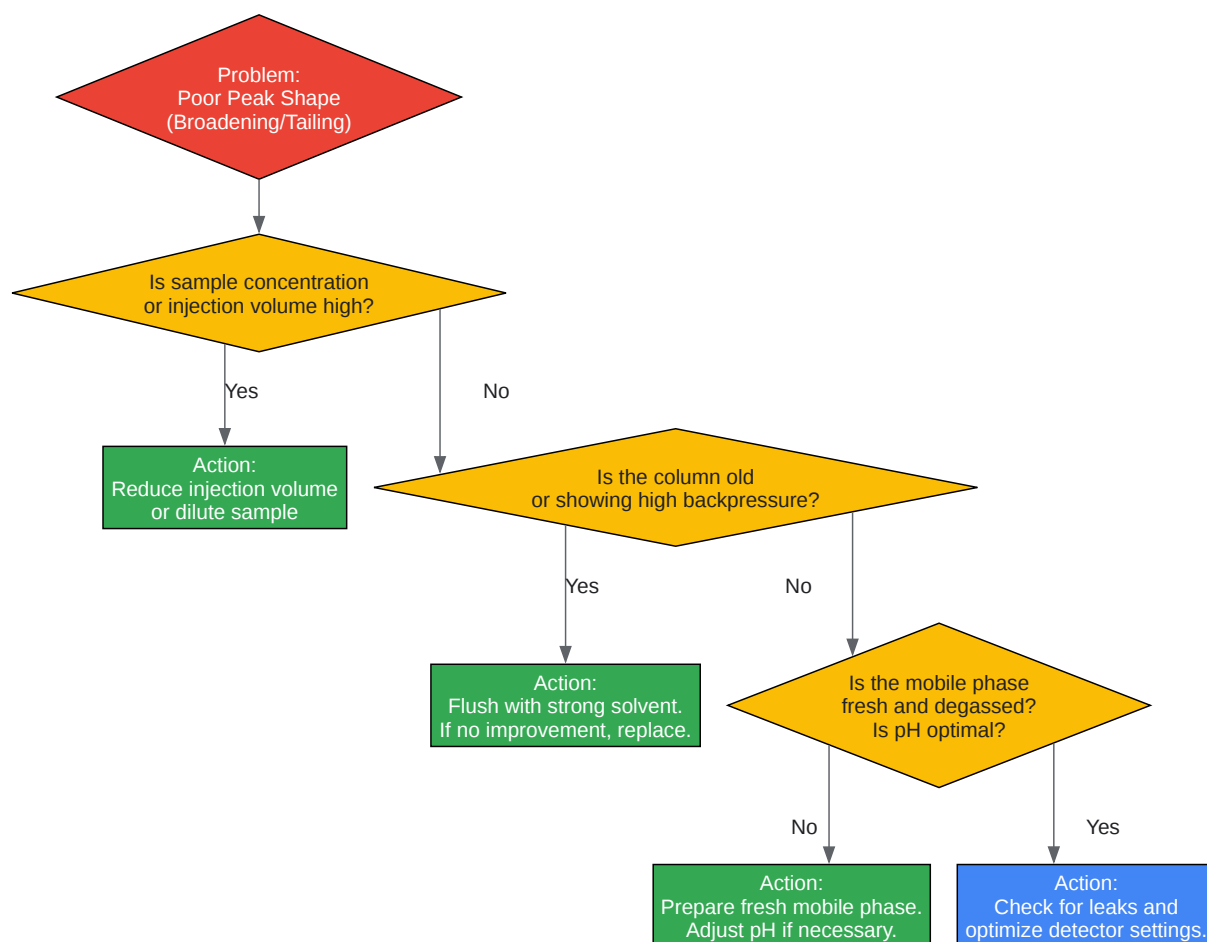 Problem:
Poor Peak Shape
(Broadening/Tailing)
Is sample concentration
or injection volume high?
Yes
No
Action:
Reduce injection volume
or dilute sample
Is the column old
or showing high backpressure?
Yes
No
Action:
Flush with strong solvent.
If no improvement, replace.
Is the mobile phase
fresh and degassed?
Is pH optimal?
No
Yes
Action:
Prepare fresh mobile phase.
Adjust pH if necessary.
Action:
Check for leaks and
optimize detector settings.